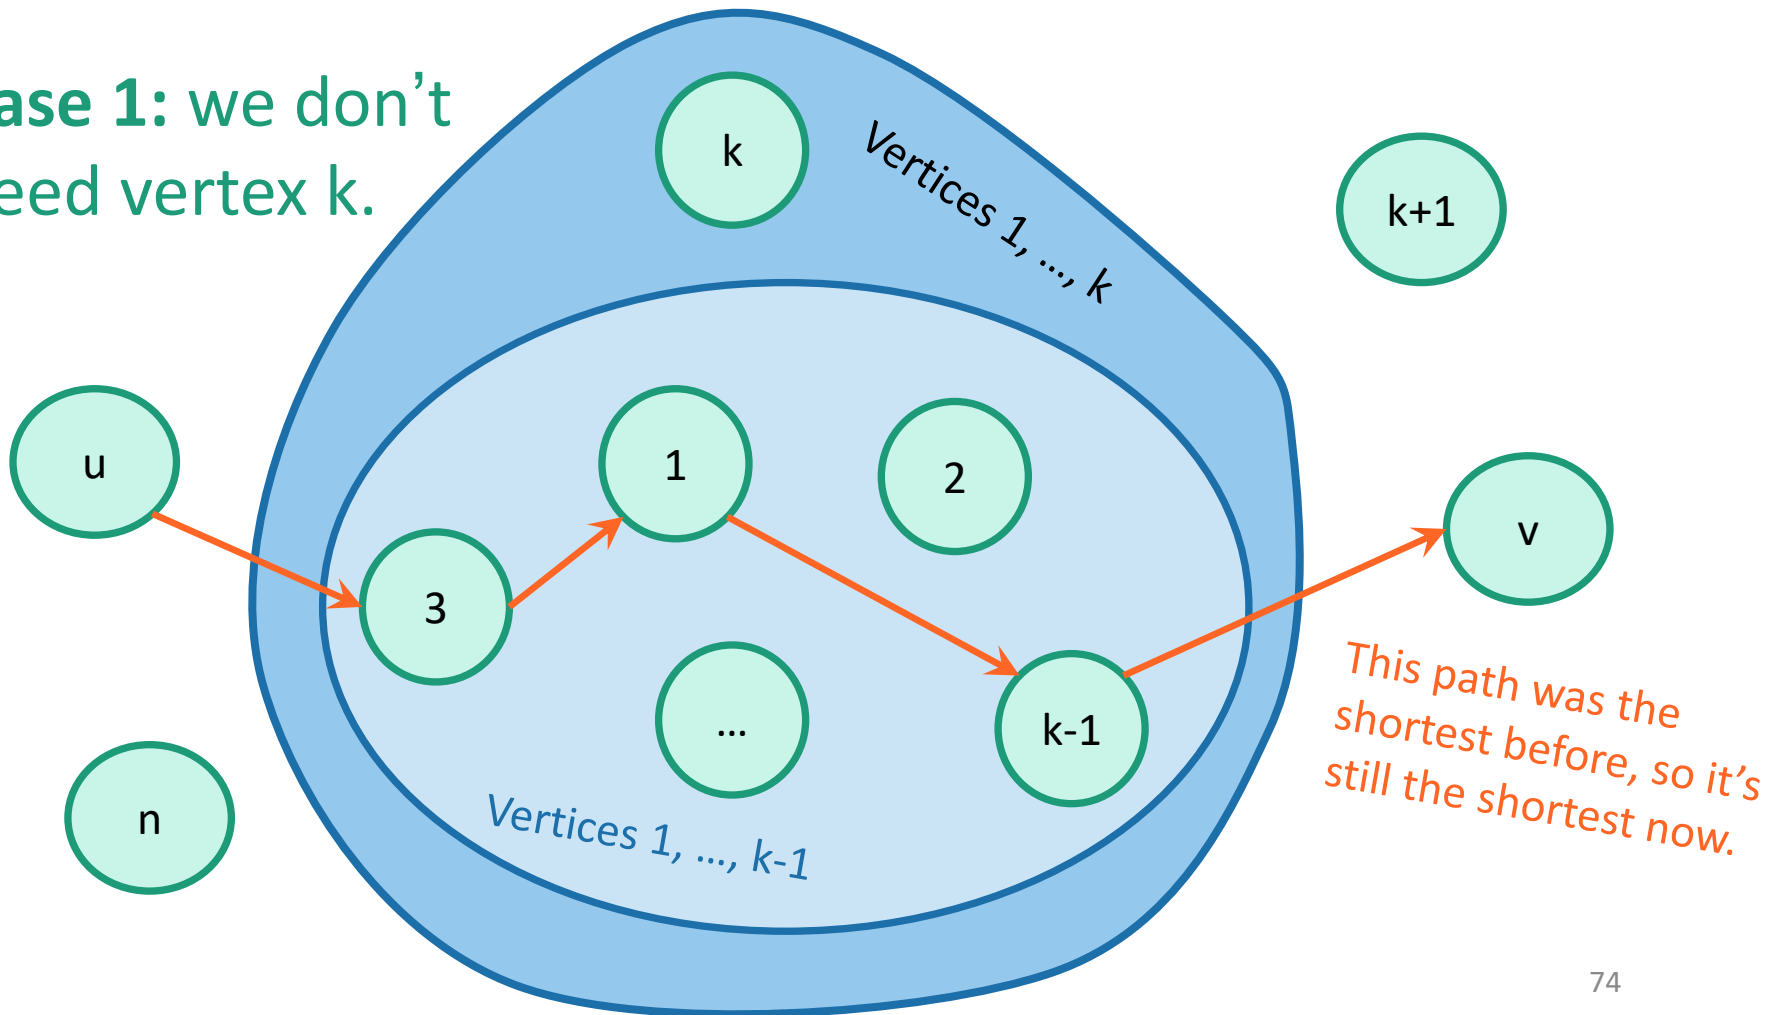 ase 1: we don’t
eed vertex k.
k
Vertices 1, …, k
k+1
u
1
2
v
3
…
k-1
n
Vertices 1, …, k-1
This path was the
shortest before, so it’s
still the shortest now.
74